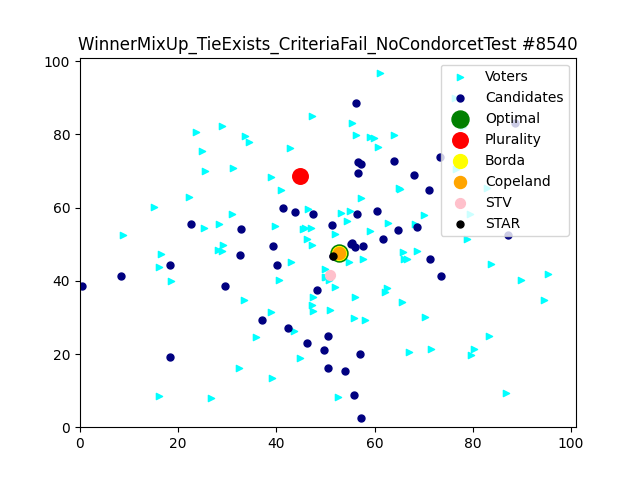 WinnerMixUp_TieExists_CriteriaFail_NoCondorcetTest #8540
100
80
60
40
20
0
0 20 40 60 80 100
Voters
Candidates
Optimal
Plurality
Borda
Copeland
STV
STAR